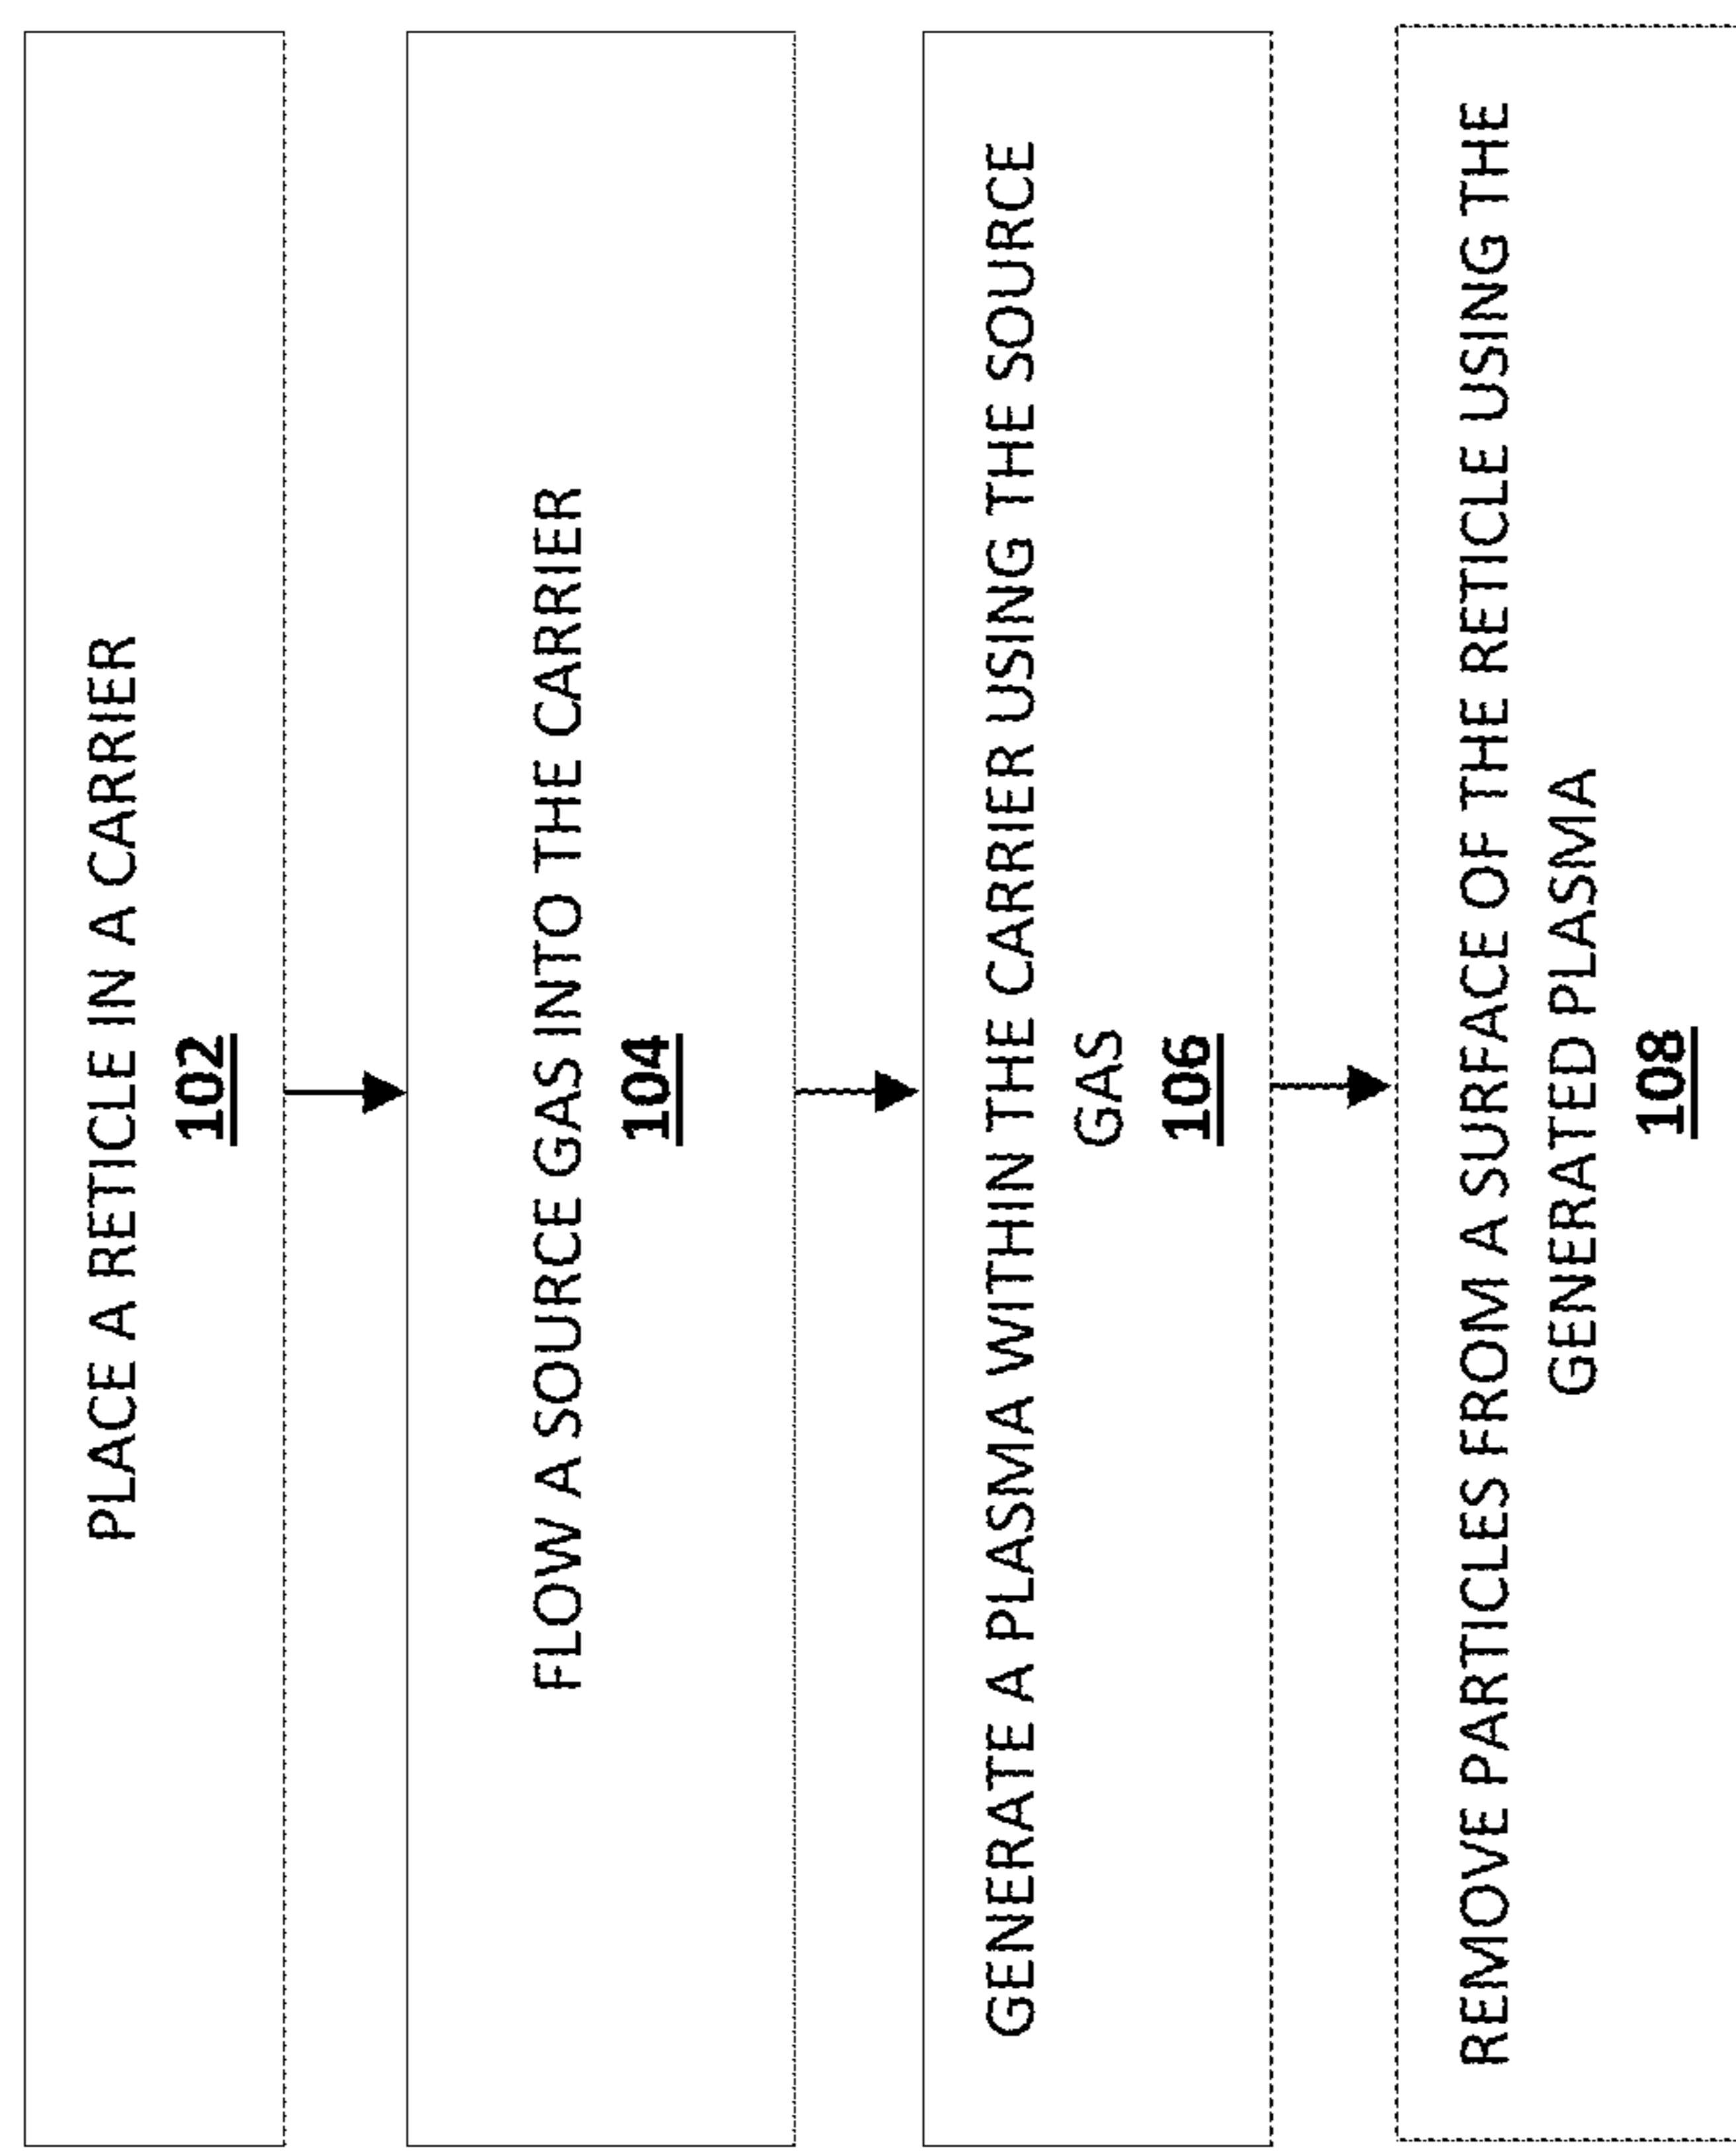 PLACE A RETICLE IN A CARRIER
102
FLOW A SOURCE GAS INTO THE CARRIER
104
GENERATE A PLASMA WITHIN THE CARRIER USING THE SOURCE
GAS
106
REMOVE PARTICLES FROM A SURFACE OF THE RETICLE USING THE
GENERATED PLASMA
108